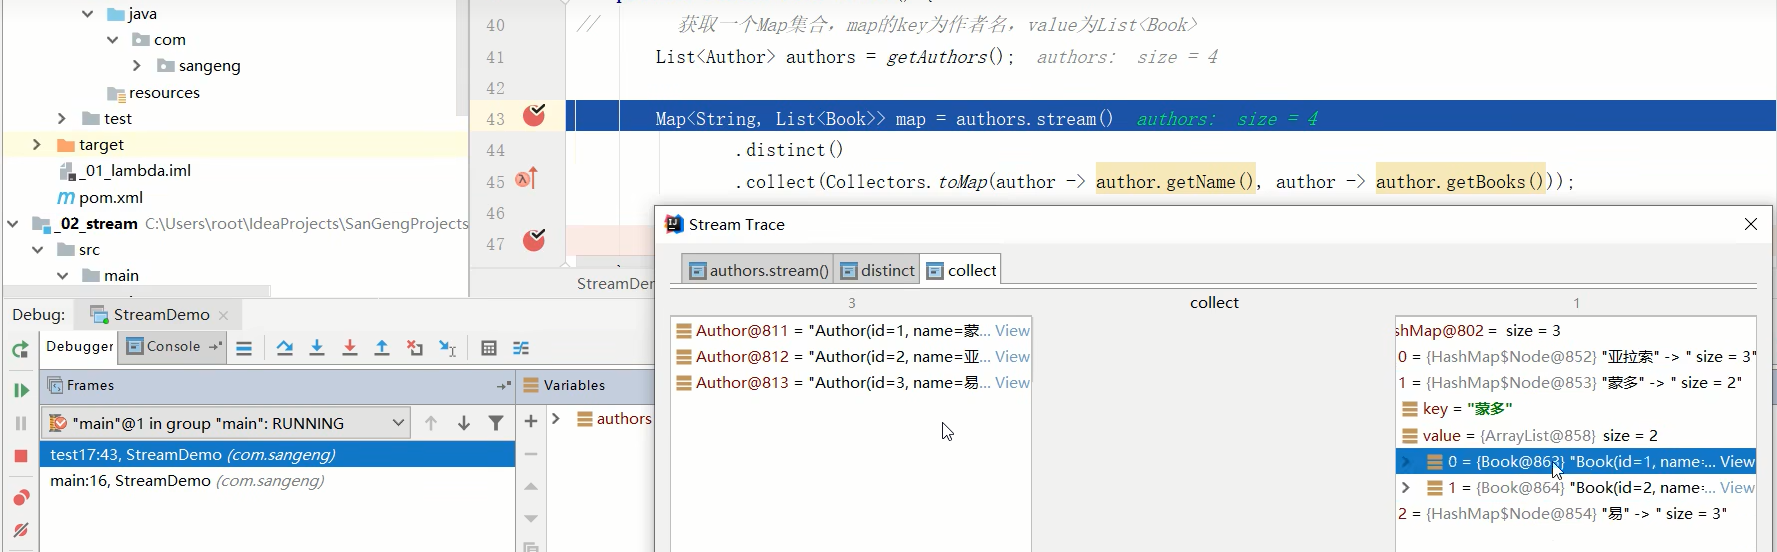 java
com
sangeng
resources
test
target
_01_lambda.iml
pom.xml
_02_stream C:\Users\root\IdeaProjects\SanGengProjects
src
main
40 // 获取一个Map集合，map的key为作者名，value为List<Book>
41 List<Author> authors = getAuthors(); authors: size = 4
42
43 Map<String, List<Book>> map = authors.stream() authors: size = 4
44 .distinct()
45 .collect(Collectors.toMap(author -> author.getName(), author -> author.getBooks()));
46
47
StreamDer
Debug: StreamDemo
Debugger Console
Frames
Variables
"main"@1 in group "main": RUNNING
authors
test17:43, StreamDemo (com.sangeng)
main:16, StreamDemo (com.sangeng)
Stream Trace
authors.stream() distinct collect
3 collect 1
Author@811 = "Author(id=1, name=蒙... View
Author@812 = "Author(id=2, name=亚... View
Author@813 = "Author(id=3, name=易... View
shMap@802 = size = 3
0 = {HashMap$Node@852} "亚拉索" -> " size = 3"
1 = {HashMap$Node@853} "蒙多" -> " size = 2"
key = "蒙多"
value = {ArrayList@858} size = 2
0 = {Book@863} "Book(id=1, name=... View
1 = {Book@864} "Book(id=2, name=... View
2 = {HashMap$Node@854} "易" -> " size = 3"